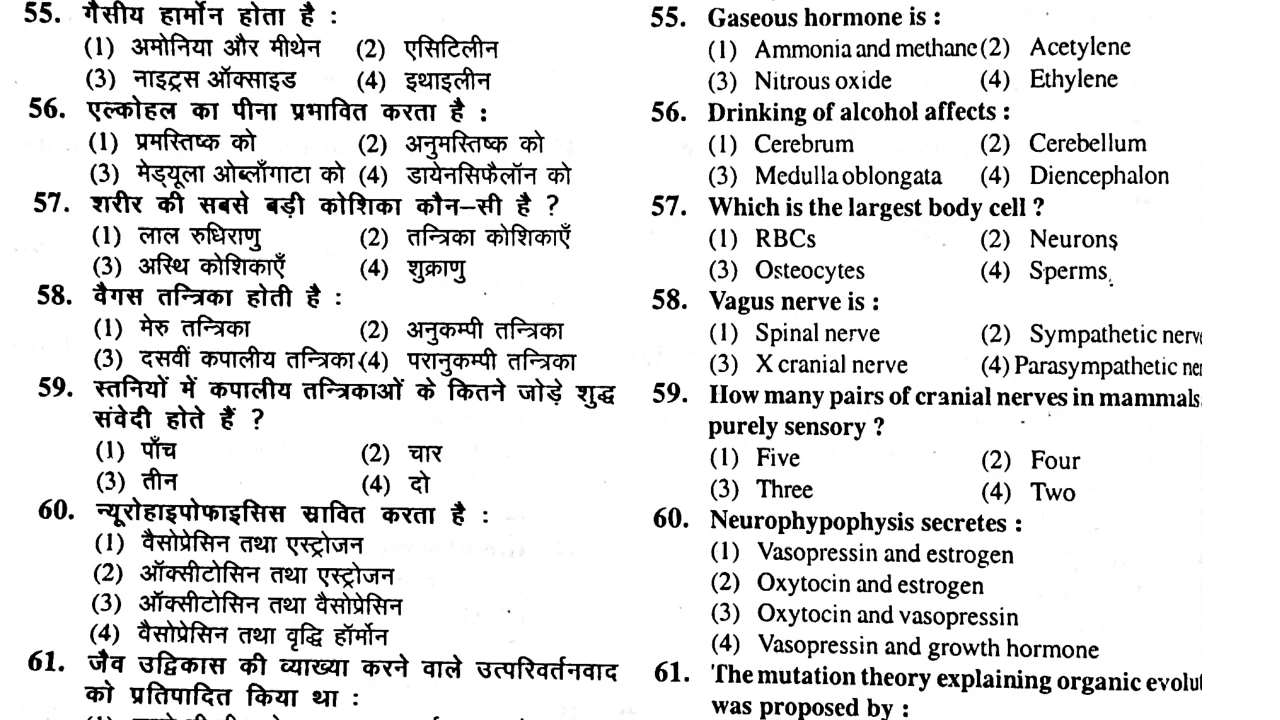 55. गैसीय हार्मोन होता है :
(1) अमोनिया और मीथेन (2) एसिटिलीन
(3) नाइट्रस ऑक्साइड (4) इथाइलीन
56. एल्कोहल का पीना प्रभावित करता है :
(1) प्रमस्तिष्क को (2) अनुमस्तिष्क को
(3) मेड्यूला ओब्लाँगाटा को (4) डायेनसिफैलॉन को
57. शरीर की सबसे बड़ी कोशिका कौन–सी है ?
(1) लाल रुधिराणु (2) तन्त्रिका कोशिकाएँ
(3) अस्थि कोशिकाएँ (4) शुक्राणु
58. वैगस तन्त्रिका होती है :
(1) मेरु तन्त्रिका (2) अनुकम्पी तन्त्रिका
(3) दसवीं कपालीय तन्त्रिका (4) परानुकम्पी तन्त्रिका
59. स्तनियों में कपालीय तन्त्रिकाओं के कितने जोड़े शुद्ध
संवेदी होते हैं ?
(1) पाँच (2) चार
(3) तीन (4) दो
60. न्यूरोहाइपोफाइसिस स्रावित करता है :
(1) वैसोप्रेसिन तथा एस्ट्रोजन
(2) ऑक्सीटोसिन तथा एस्ट्रोजन
(3) ऑक्सीटोसिन तथा वैसोप्रेसिन
(4) वैसोप्रेसिन तथा वृद्धि हॉर्मोन
61. जैव उद्विकास की व्याख्या करने वाले उत्परिवर्तनवाद
को प्रतिपादित किया था :
55. Gaseous hormone is :
(1) Ammonia and methane (2) Acetylene
(3) Nitrous oxide (4) Ethylene
56. Drinking of alcohol affects :
(1) Cerebrum (2) Cerebellum
(3) Medulla oblongata (4) Diencephalon
57. Which is the largest body cell ?
(1) RBCs (2) Neurons
(3) Osteocytes (4) Sperms
58. Vagus nerve is :
(1) Spinal nerve (2) Sympathetic nerv
(3) X cranial nerve (4) Parasympathetic ner
59. How many pairs of cranial nerves in mammals
purely sensory ?
(1) Five (2) Four
(3) Three (4) Two
60. Neurophypophysis secretes :
(1) Vasopressin and estrogen
(2) Oxytocin and estrogen
(3) Oxytocin and vasopressin
(4) Vasopressin and growth hormone
61. The mutation theory explaining organic evolut
was proposed by :